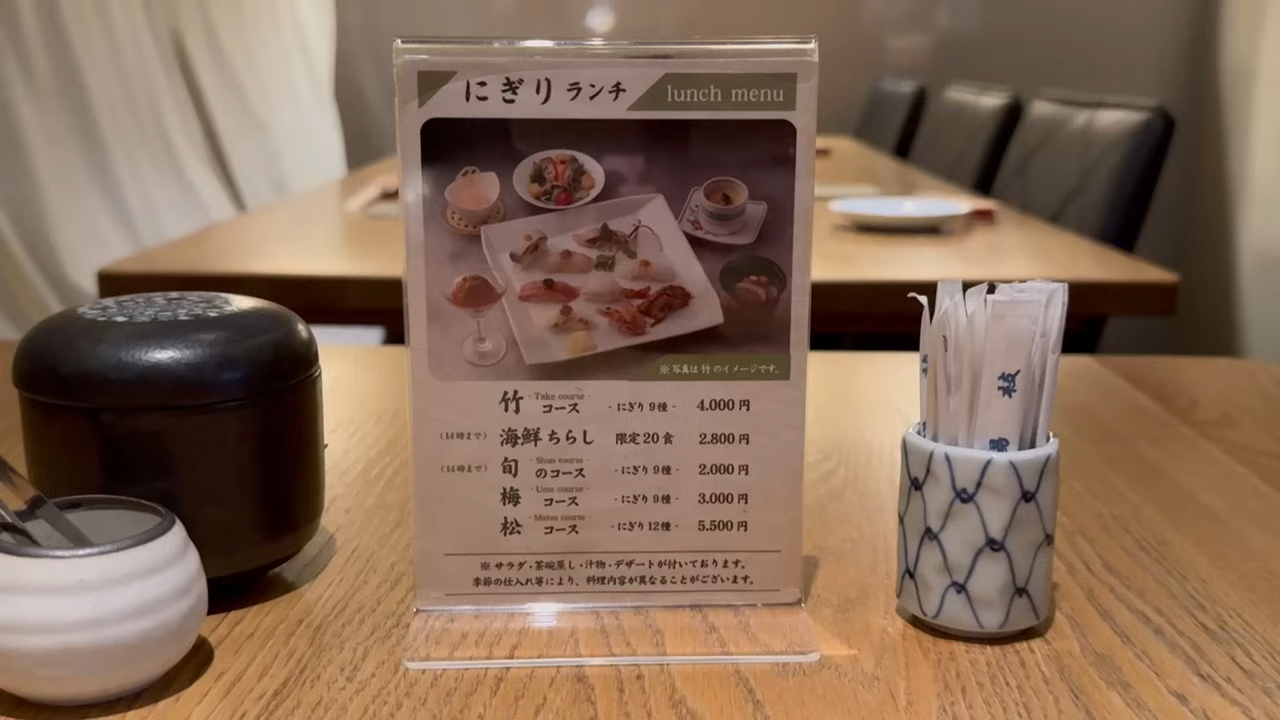 にぎりランチ lunch menu
※写真は竹のイメージです。
竹 - Take course - コース - にぎり9種 - 4.000円
(14時まで) 海鮮ちらし 限定20食 2.800円
(14時まで) 旬 - Shun course - のコース - にぎり9種 - 2.000円
梅 - Ume course - コース - にぎり9種 - 3.000円
松 - Matsu course - コース - にぎり12種 - 5.500円
※ サラダ・茶碗蒸し・汁物・デザートが付いております。
季節の仕入れ等により、料理内容が異なることがございます。
枝